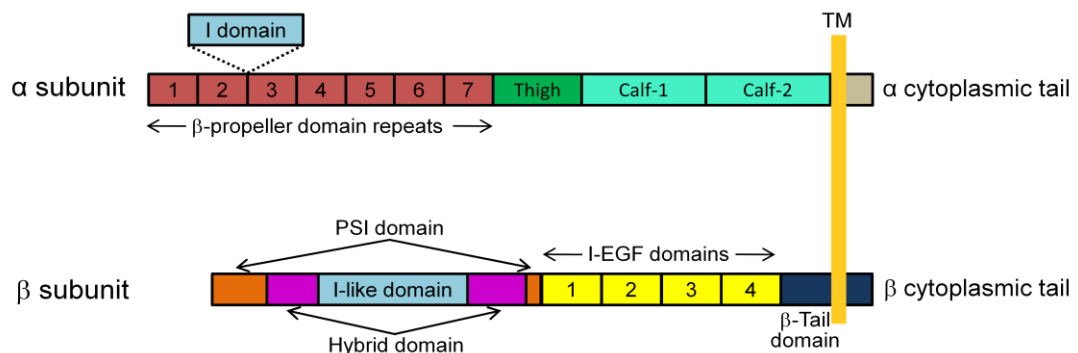 TM
I domain
α subunit
1 2 3 4 5 6 7 Thigh Calf-1 Calf-2
α cytoplasmic tail
β-propeller domain repeats
PSI domain
I-EGF domains
β subunit
I-like domain
1 2 3 4
β cytoplasmic tail
β-Tail
domain
Hybrid domain